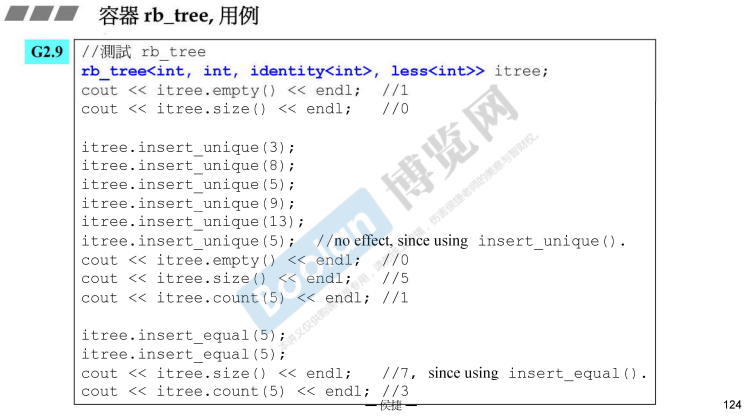 容器 rb_tree, 用例
G2.9
//測試 rb_tree
rb_tree<int, int, identity<int>, less<int>> itree;
cout << itree.empty() << endl;   //1
cout << itree.size() << endl;    //0
itree.insert_unique(3);
itree.insert_unique(8);
itree.insert_unique(5);
itree.insert_unique(9);
itree.insert_unique(13);
itree.insert_unique(5);   //no effect, since using insert_unique().
cout << itree.empty() << endl;   //0
cout << itree.size() << endl;    //5
cout << itree.count(5) << endl; //1
itree.insert_equal(5);
itree.insert_equal(5);
cout << itree.size() << endl;    //7, since using insert_equal().
cout << itree.count(5) << endl; //3
Boolan 博览网
— 侯捷 —
124